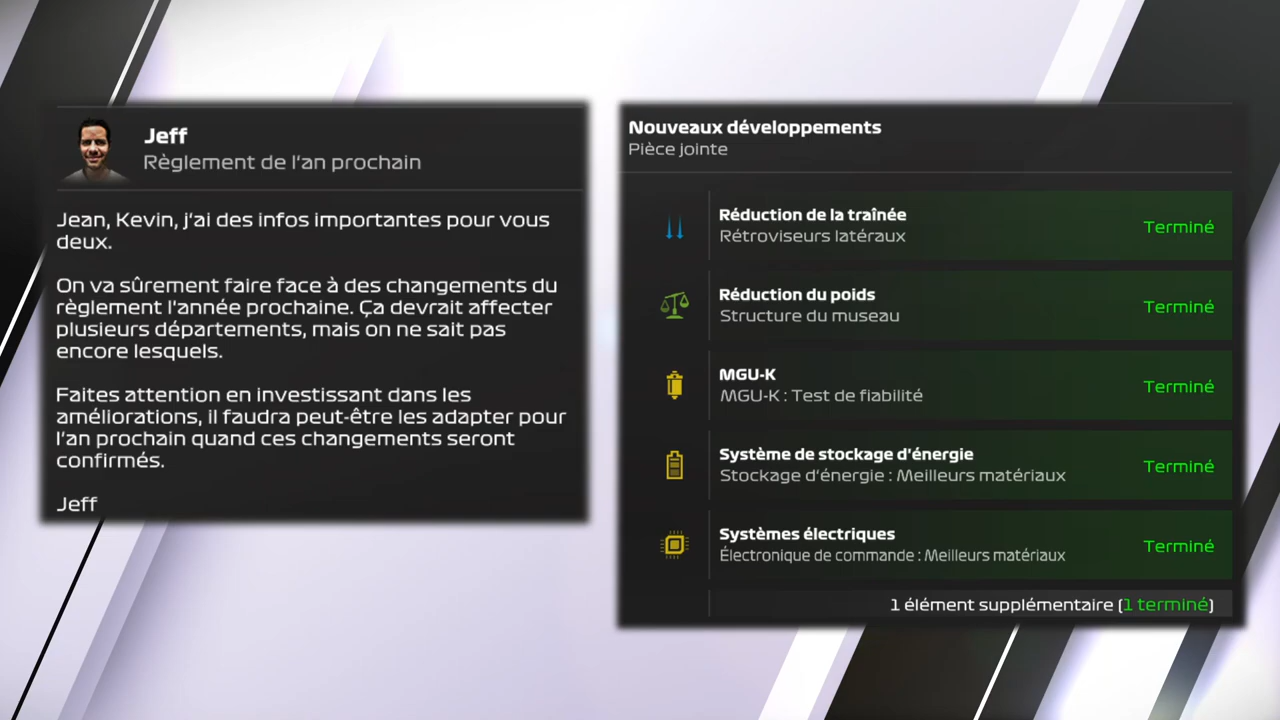 Jeff
Règlement de l'an prochain
Jean, Kevin, j'ai des infos importantes pour vous
deux.
On va sûrement faire face à des changements du
règlement l'année prochaine. Ça devrait affecter
plusieurs départements, mais on ne sait pas
encore lesquels.
Faites attention en investissant dans les
améliorations, il faudra peut-être les adapter pour
l'an prochain quand ces changements seront
confirmés.
Jeff
Nouveaux développements
Pièce jointe
Réduction de la traînée
Rétroviseurs latéraux
Terminé
Réduction du poids
Structure du museau
Terminé
MGU-K
MGU-K : Test de fiabilité
Terminé
Système de stockage d'énergie
Stockage d'énergie : Meilleurs matériaux
Terminé
Systèmes électriques
Électronique de commande : Meilleurs matériaux
Terminé
1 élément supplémentaire (1 terminé)